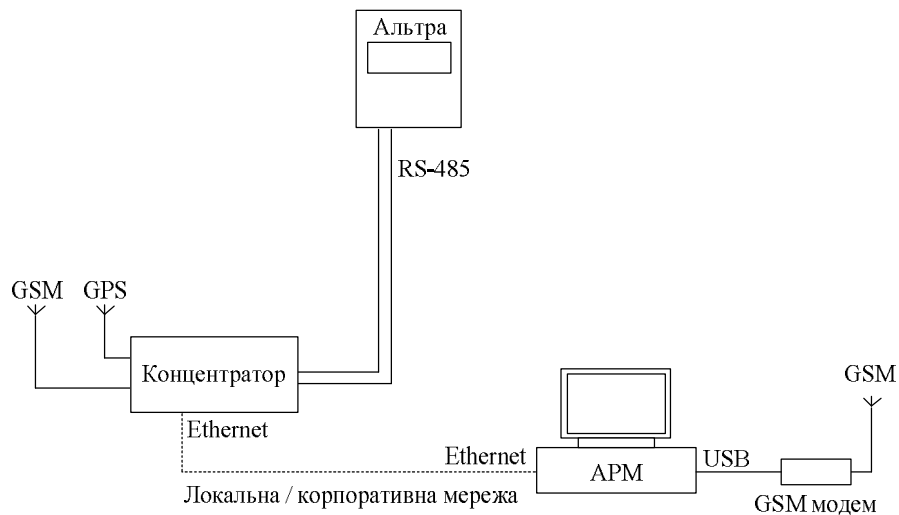 Альтра
RS-485
GSM
GPS
Концентратор
GSM
Ethernet
Ethernet
АРМ
USB
Локальна / корпоративна мережа
GSM модем